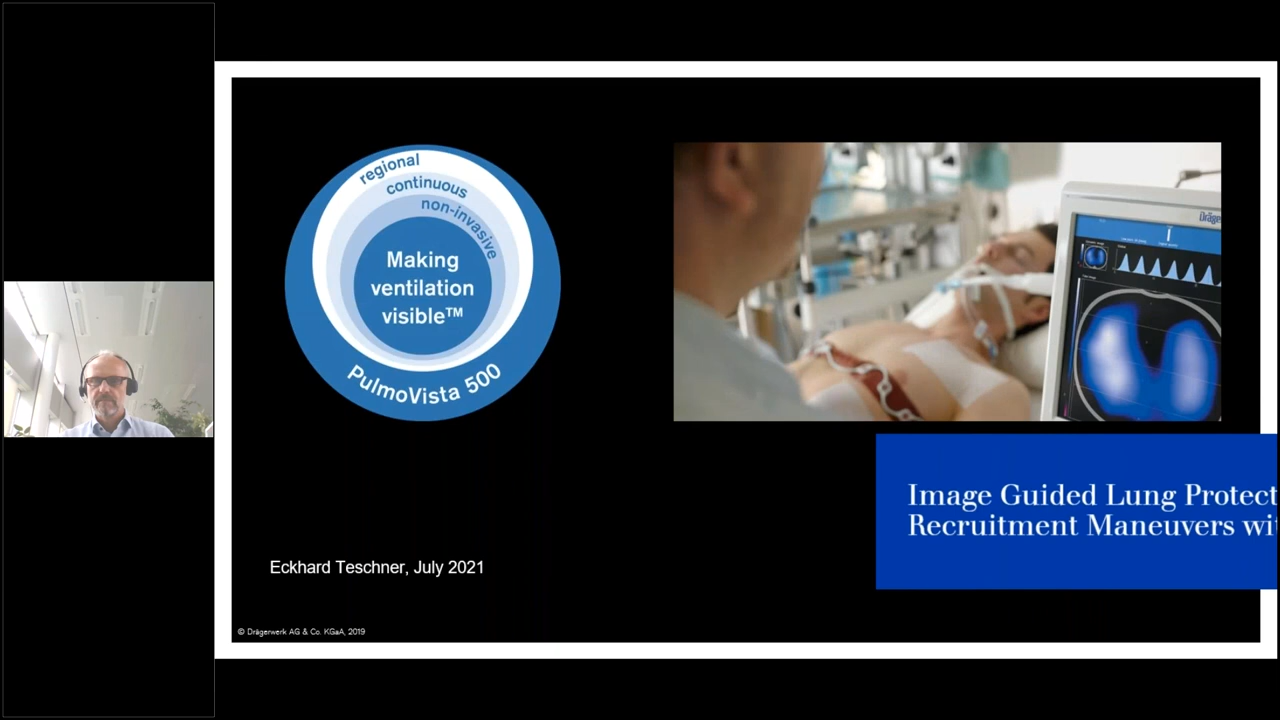 regional
continuous
non-invasive
Making
ventilation
visible™
PulmoVista 500
Dräge
Image Guided Lung Protect
Recruitment Maneuvers wi
Eckhard Teschner, July 2021
© Drägerwerk AG & Co. KGaA, 2019